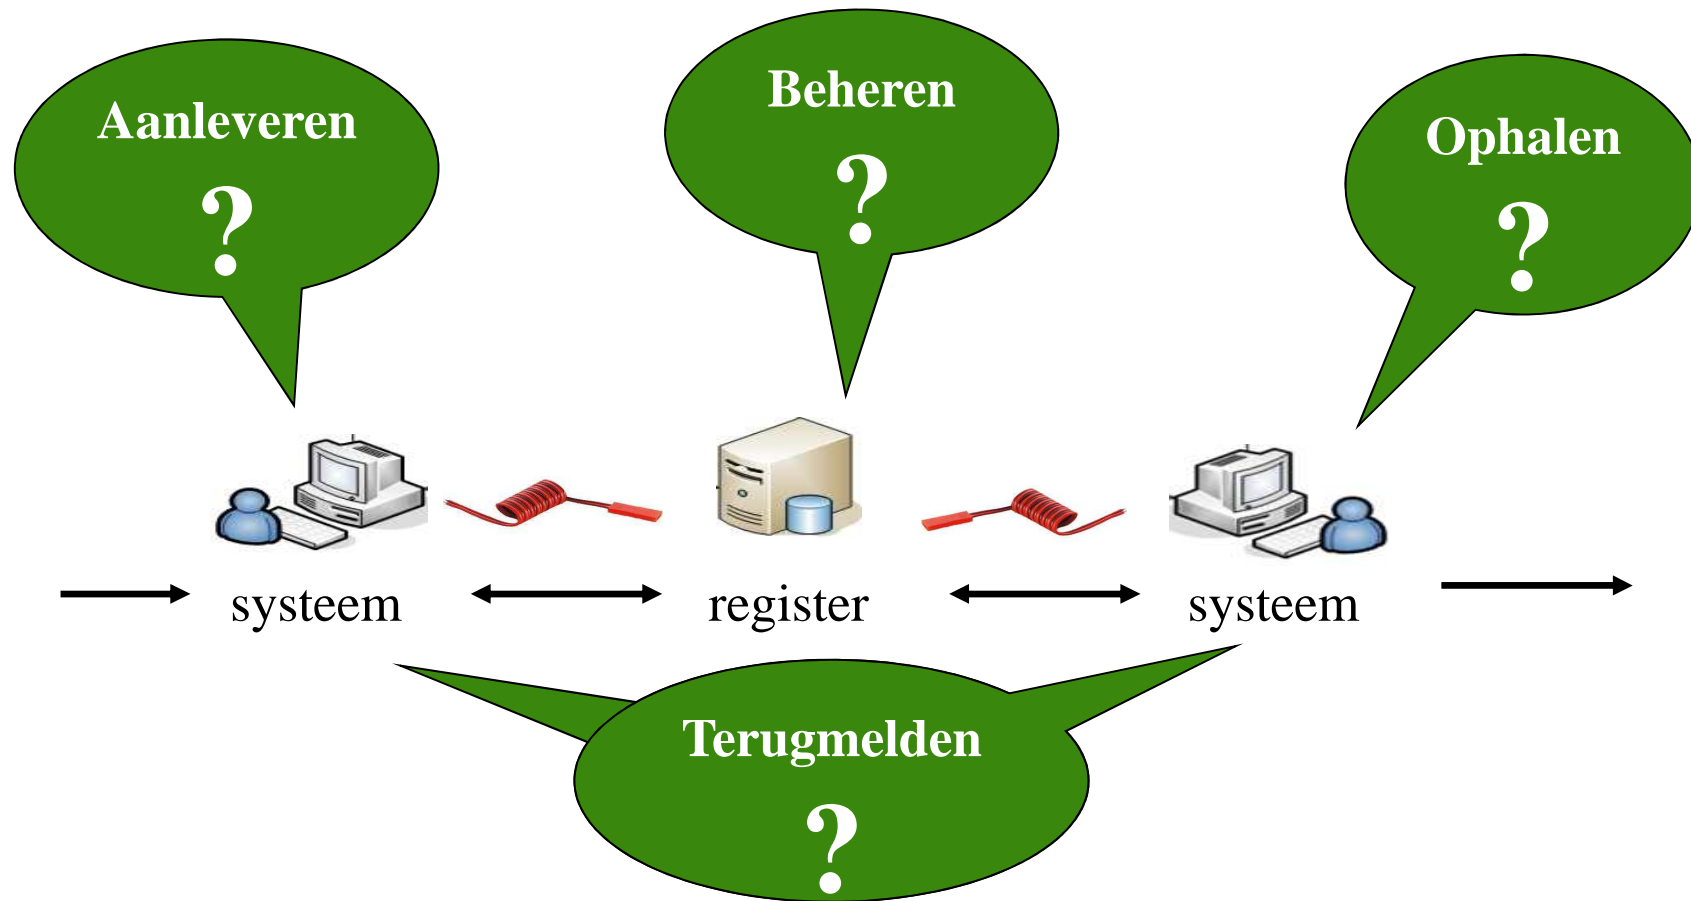 Aanleveren
?
Beheren
?
Ophalen
?
systeem
register
systeem
Terugmelden
?